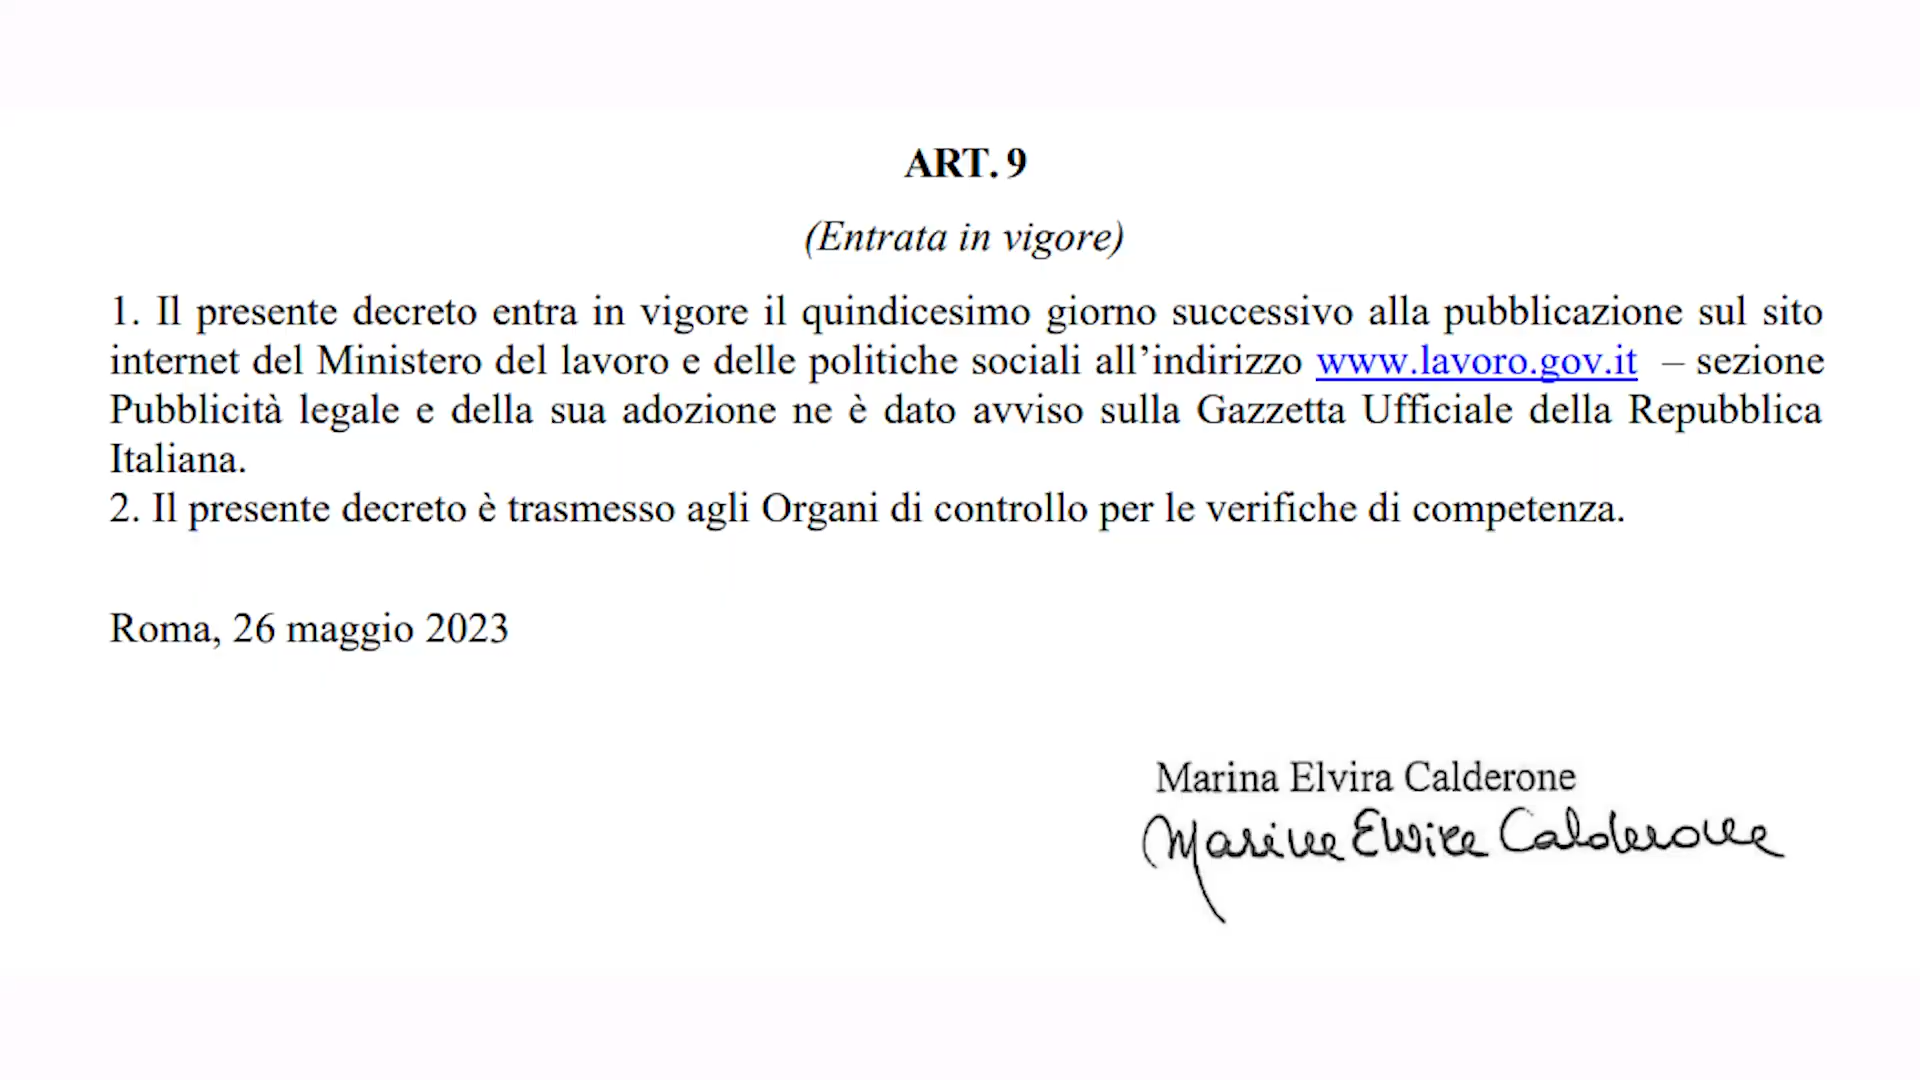 ART. 9
(Entrata in vigore)
1. Il presente decreto entra in vigore il quindicesimo giorno successivo alla pubblicazione sul sito
internet del Ministero del lavoro e delle politiche sociali all’indirizzo www.lavoro.gov.it – sezione
Pubblicità legale e della sua adozione ne è dato avviso sulla Gazzetta Ufficiale della Repubblica
Italiana.
2. Il presente decreto è trasmesso agli Organi di controllo per le verifiche di competenza.
Roma, 26 maggio 2023
Marina Elvira Calderone
Marina Elvira Calderone